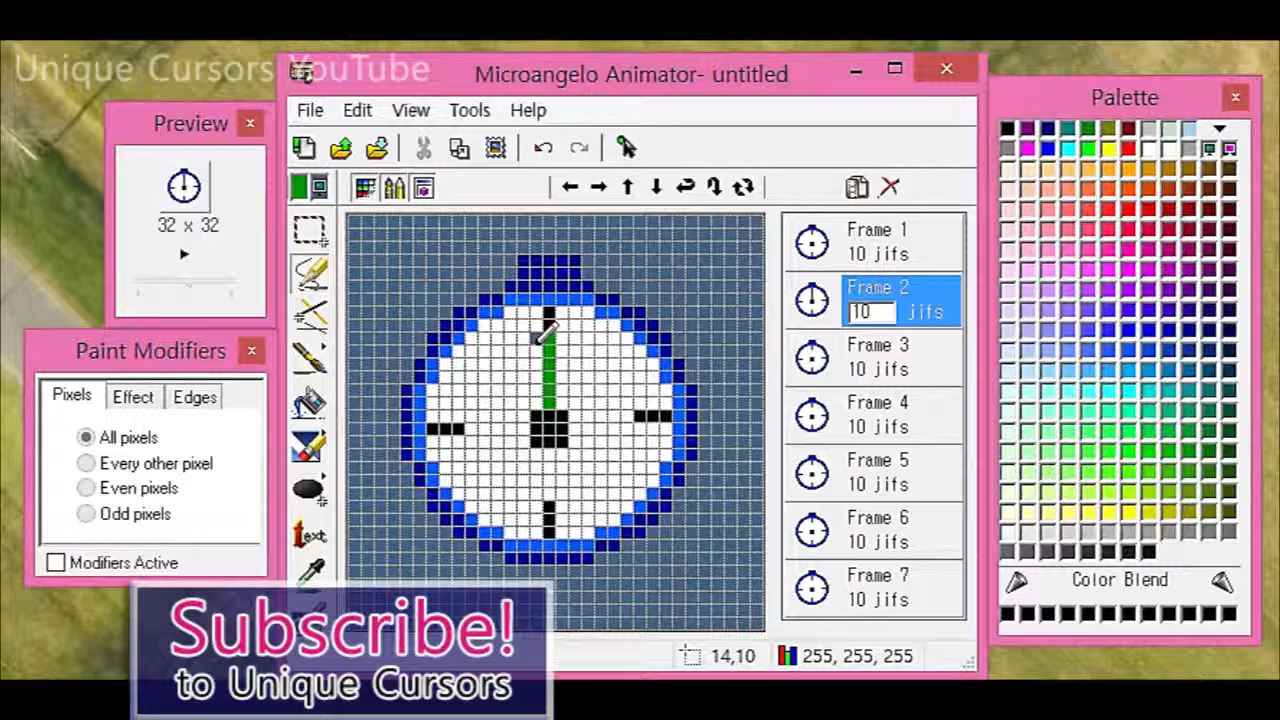 Unique Cursors YouTube
Microangelo Animator- untitled
File Edit View Tools Help
Preview
32 x 32
Paint Modifiers
Pixels Effect Edges
All pixels
Every other pixel
Even pixels
Odd pixels
Modifiers Active
text
Frame 1
10 jifs
Frame 2
10 jifs
Frame 3
10 jifs
Frame 4
10 jifs
Frame 5
10 jifs
Frame 6
10 jifs
Frame 7
10 jifs
14,10 255, 255, 255
Palette
Color Blend
Subscribe!
to Unique Cursors